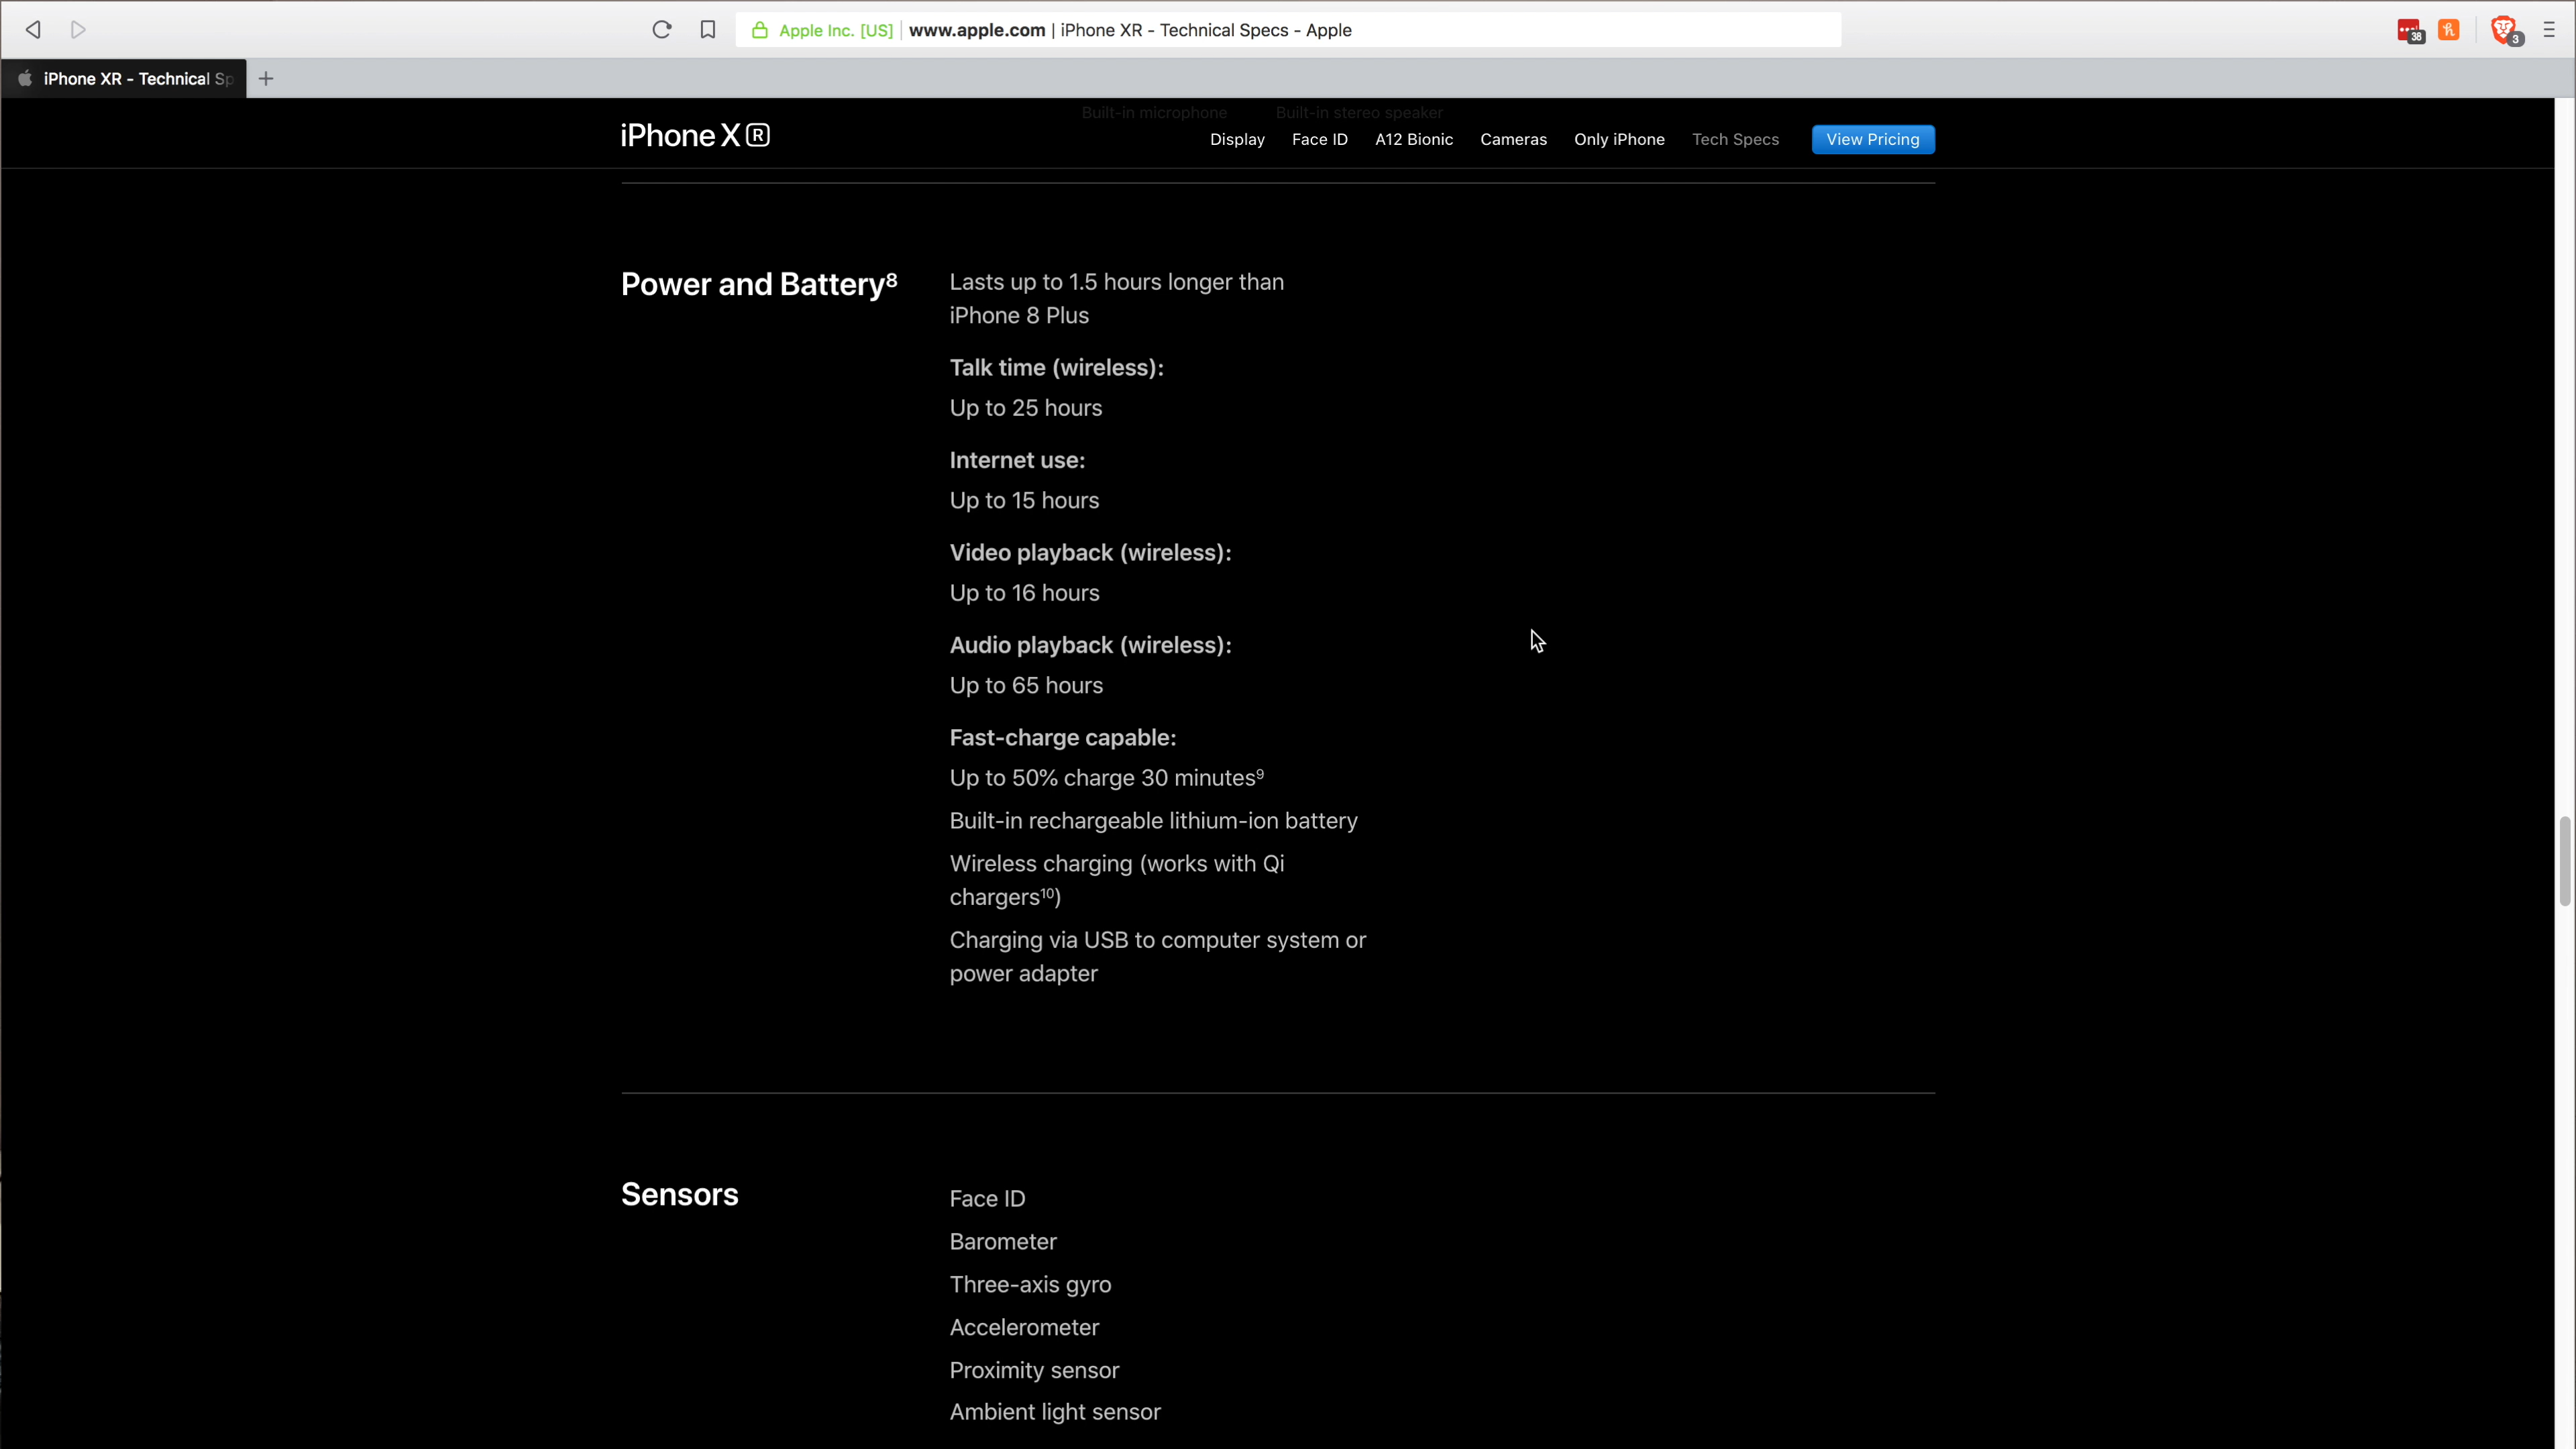 Apple Inc. [US] www.apple.com | iPhone XR - Technical Specs - Apple
38
3
iPhone XR - Technical Sp
Built-in microphone Built-in stereo speaker
iPhone XR
Display Face ID A12 Bionic Cameras Only iPhone Tech Specs View Pricing
Power and Battery⁸
Lasts up to 1.5 hours longer than
iPhone 8 Plus
Talk time (wireless):
Up to 25 hours
Internet use:
Up to 15 hours
Video playback (wireless):
Up to 16 hours
Audio playback (wireless):
Up to 65 hours
Fast-charge capable:
Up to 50% charge 30 minutes⁹
Built-in rechargeable lithium-ion battery
Wireless charging (works with Qi
chargers¹⁰)
Charging via USB to computer system or
power adapter
Sensors
Face ID
Barometer
Three-axis gyro
Accelerometer
Proximity sensor
Ambient light sensor